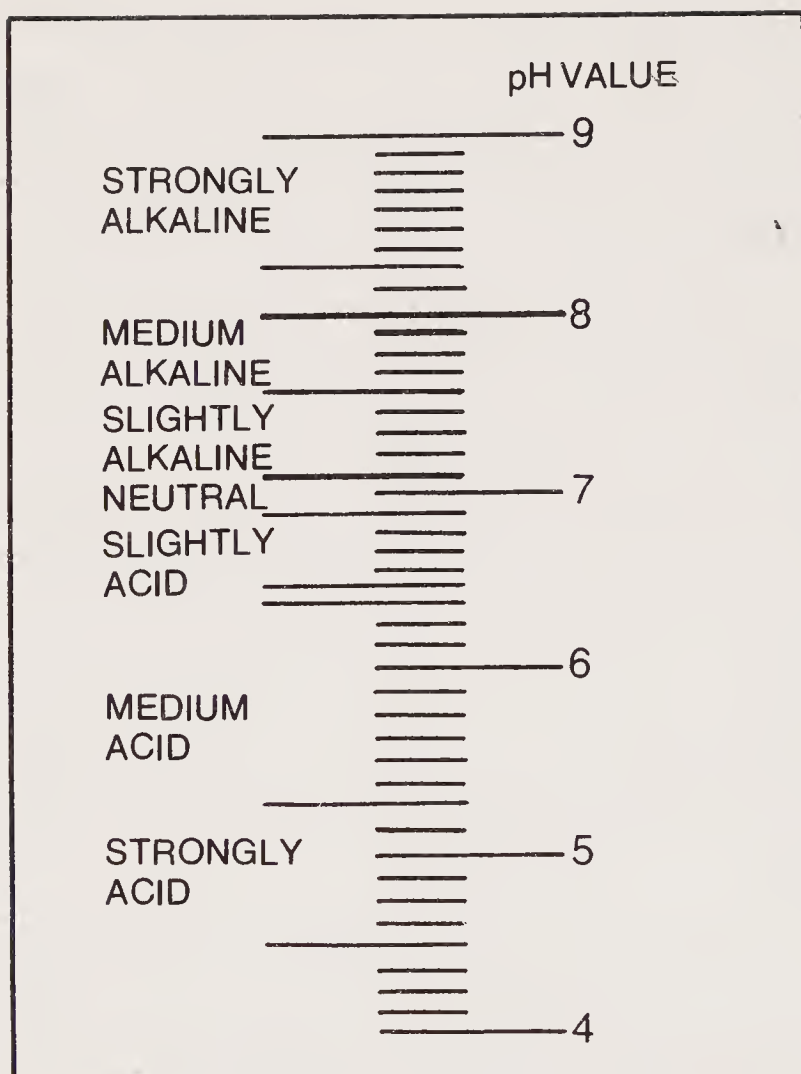 pH VALUE
9
STRONGLY
ALKALINE
8
MEDIUM
ALKALINE
SLIGHTLY
ALKALINE
NEUTRAL
7
SLIGHTLY
ACID
6
MEDIUM
ACID
5
STRONGLY
ACID
4